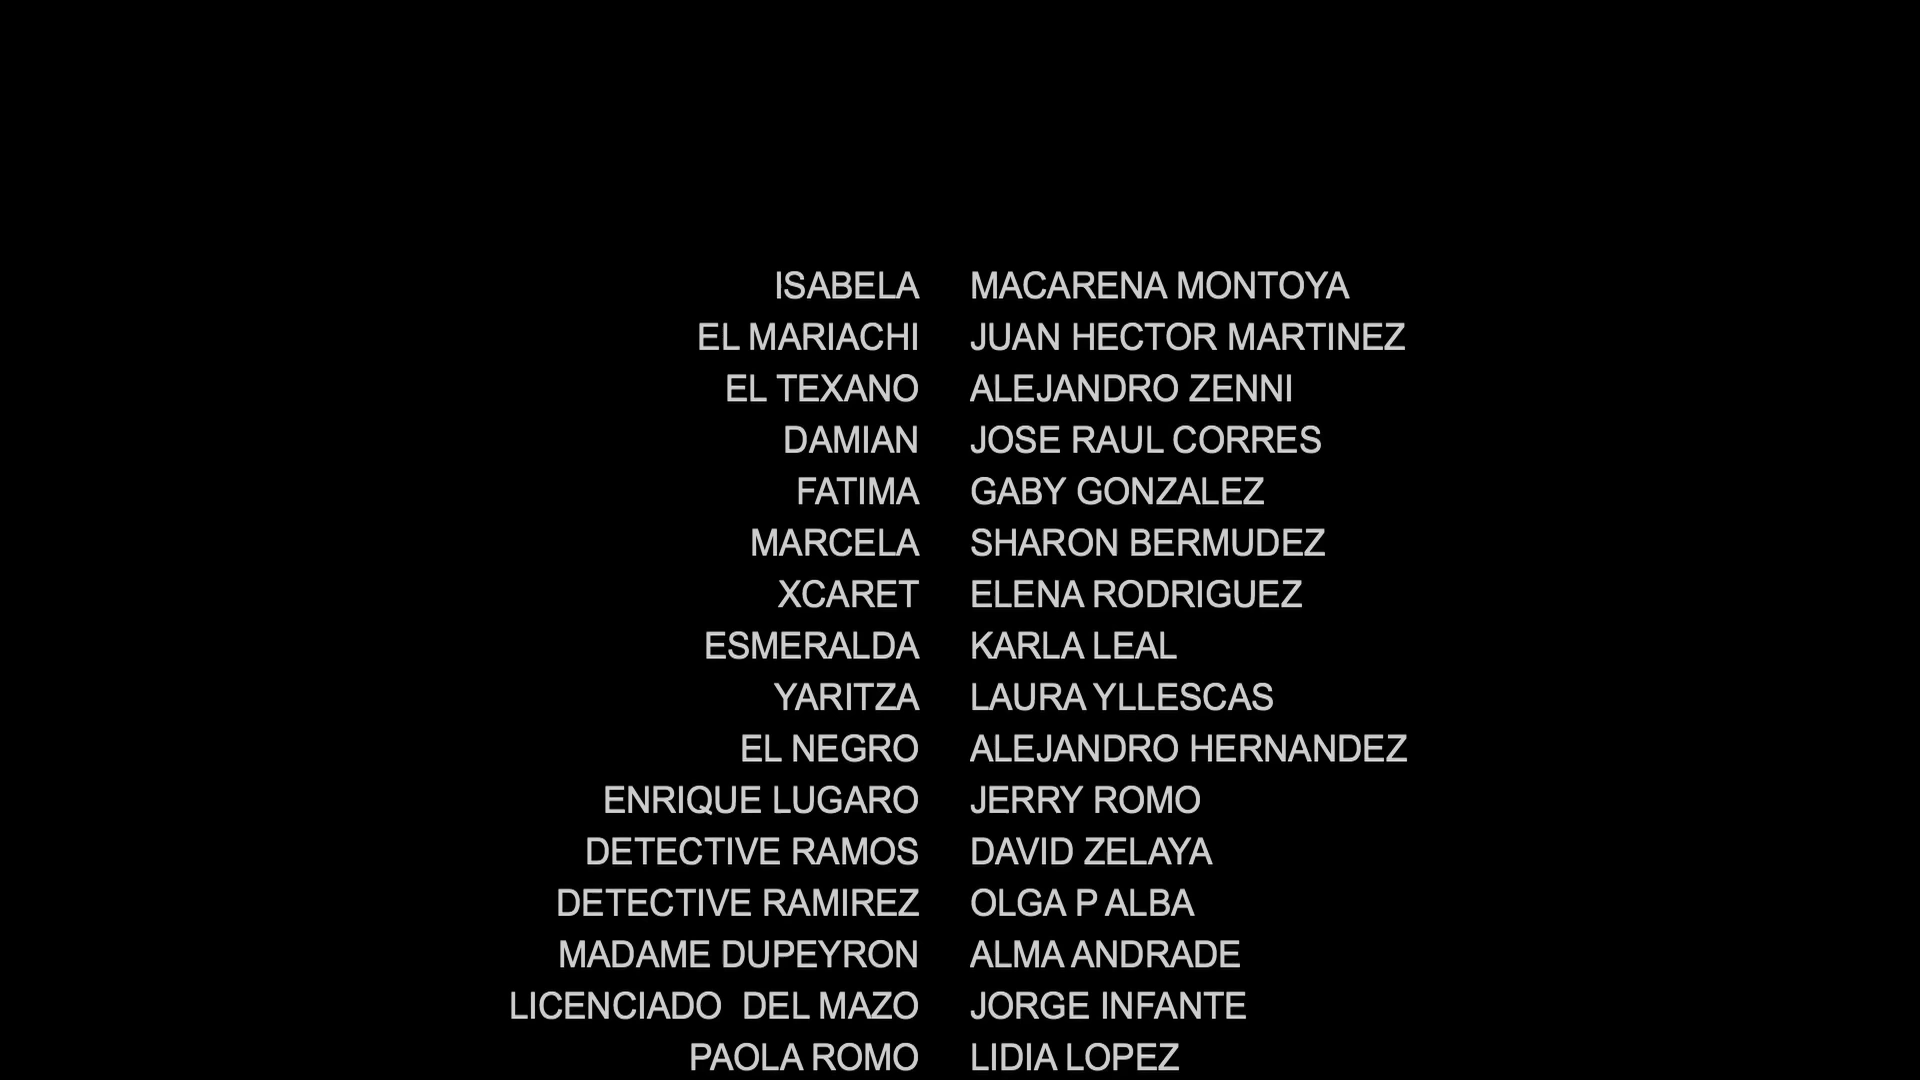 ISABELA MACARENA MONTOYA
EL MARIACHI JUAN HECTOR MARTINEZ
EL TEXANO ALEJANDRO ZENNI
DAMIAN JOSE RAUL CORRES
FATIMA GABY GONZALEZ
MARCELA SHARON BERMUDEZ
XCARET ELENA RODRIGUEZ
ESMERALDA KARLA LEAL
YARITZA LAURA YLLESCAS
EL NEGRO ALEJANDRO HERNANDEZ
ENRIQUE LUGARO JERRY ROMO
DETECTIVE RAMOS DAVID ZELAYA
DETECTIVE RAMIREZ OLGA P ALBA
MADAME DUPEYRON ALMA ANDRADE
LICENCIADO DEL MAZO JORGE INFANTE
PAOLA ROMO LIDIA LOPEZ